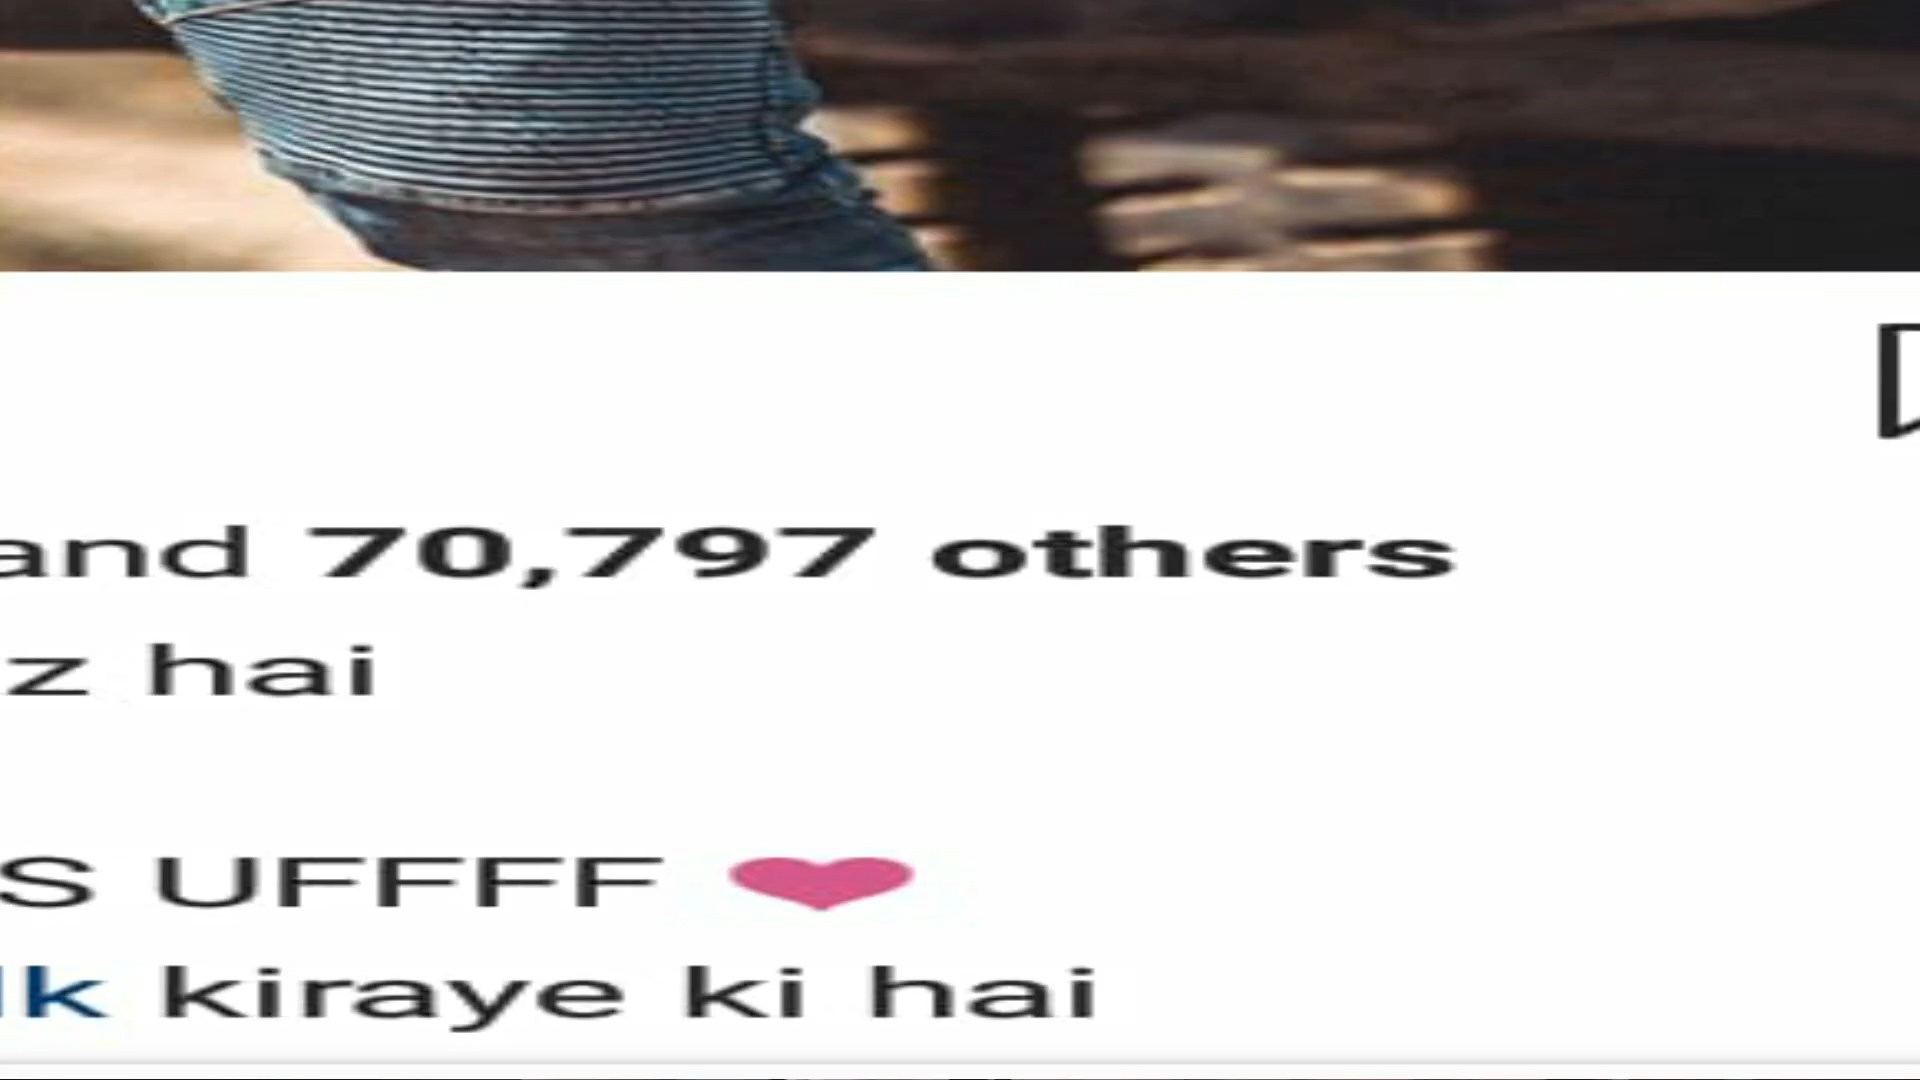 and 70,797 others
z hai
S UFFFF ❤
lk kiraye ki hai